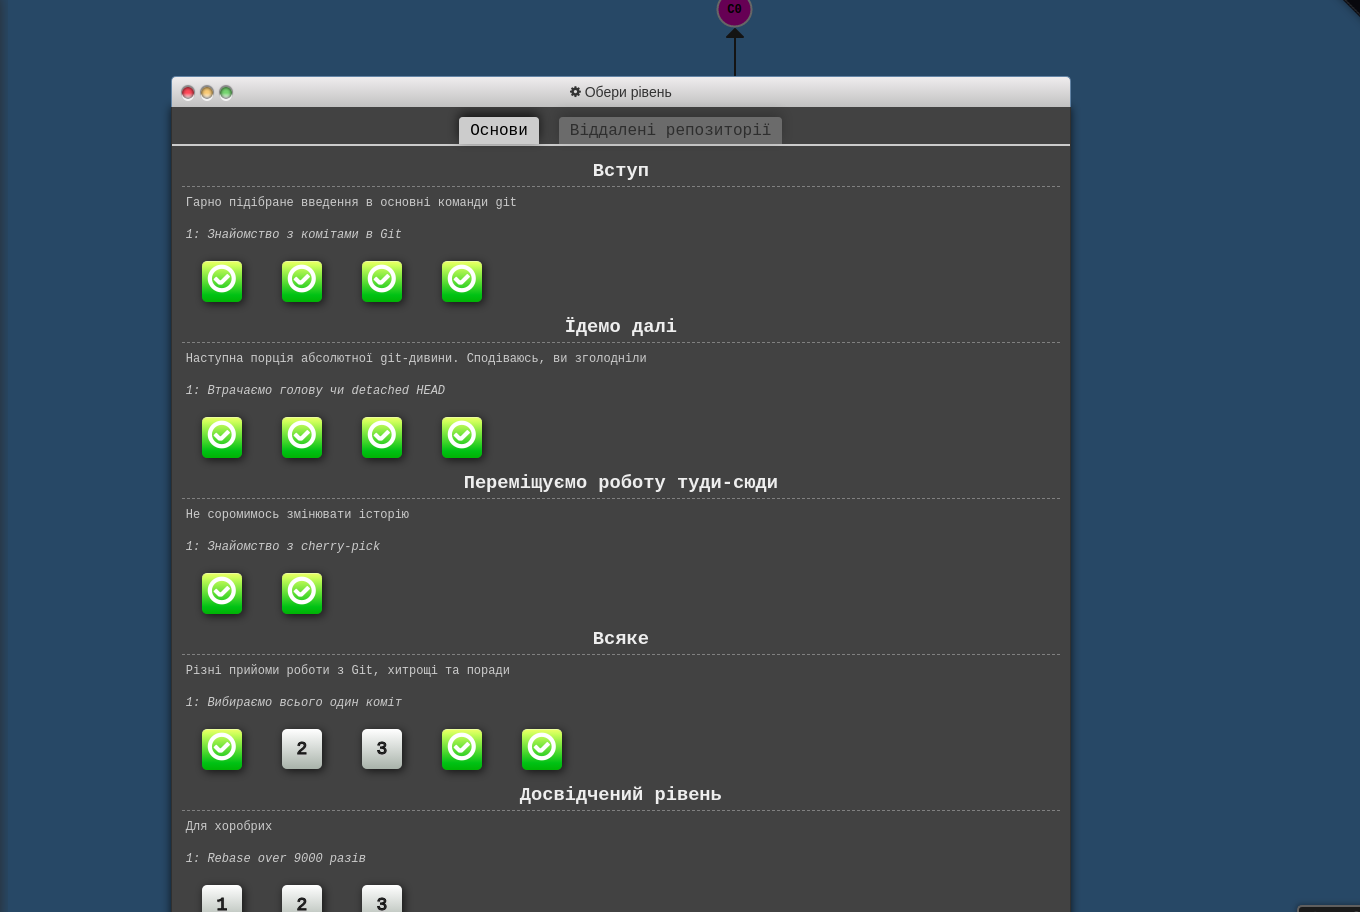 C0
Обери рівень
Основи
Віддалені репозиторії
Вступ
Гарно підібране введення в основні команди git
1: Знайомство з комітами в Git
Їдемо далі
Наступна порція абсолютної git-дивини. Сподіваюсь, ви зголодніли
1: Втрачаємо голову чи detached HEAD
Переміщуємо роботу туди-сюди
Не соромимось змінювати історію
1: Знайомство з cherry-pick
Всяке
Різні прийоми роботи з Git, хитрощі та поради
1: Вибираємо всього один коміт
2 3
Досвідчений рівень
Для хоробрих
1: Rebase over 9000 разів
1 2 3